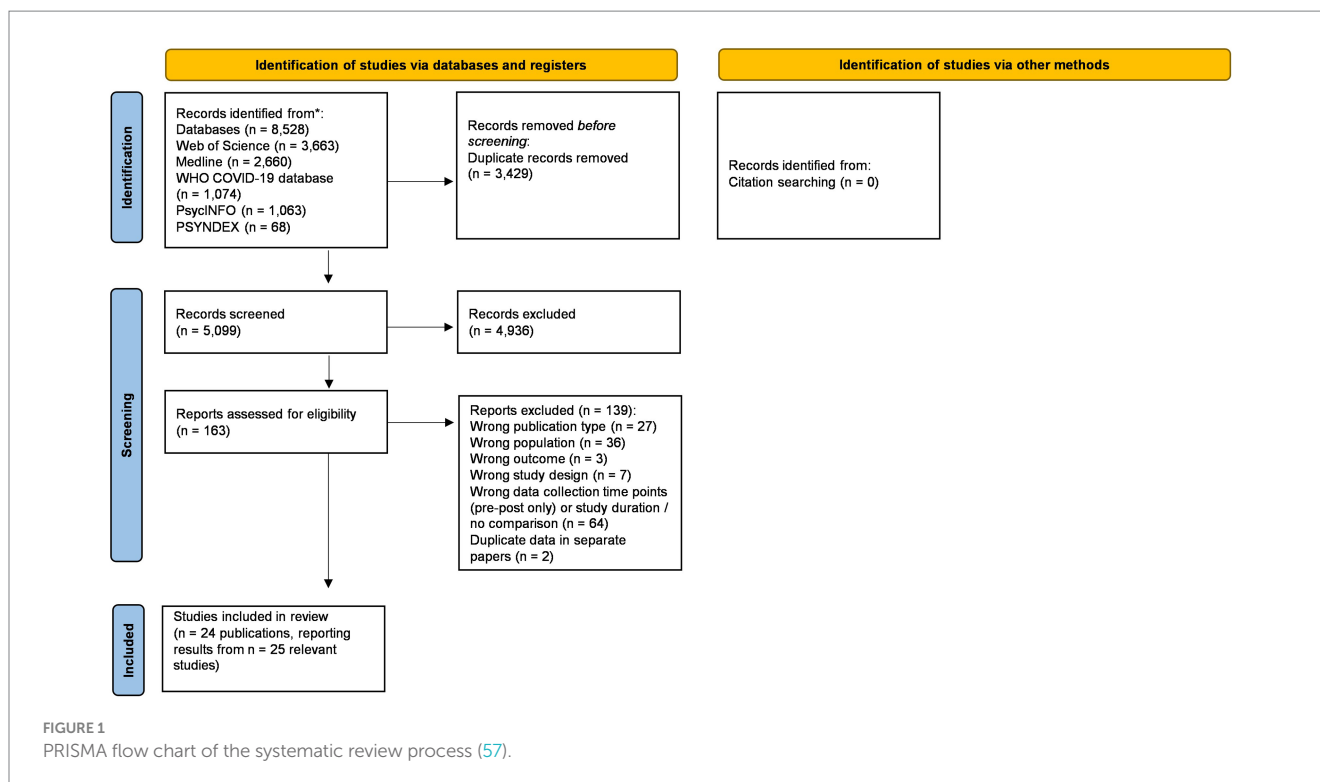 Identification of studies via databases and registers
Identification of studies via other methods
Identification
Records identified from*:
Databases (n = 8,528)
Web of Science (n = 3,663)
Medline (n = 2,660)
WHO COVID-19 database
(n = 1,074)
PsycINFO (n = 1,063)
PSYNDEX (n = 68)
Records removed before
screening:
Duplicate records removed
(n = 3,429)
Records identified from:
Citation searching (n = 0)
Screening
Records screened
(n = 5,099)
Records excluded
(n = 4,936)
Reports assessed for eligibility
(n = 163)
Reports excluded (n = 139):
Wrong publication type (n = 27)
Wrong population (n = 36)
Wrong outcome (n = 3)
Wrong study design (n = 7)
Wrong data collection time points
(pre-post only) or study duration /
no comparison (n = 64)
Duplicate data in separate
papers (n = 2)
Included
Studies included in review
(n = 24 publications, reporting
results from n = 25 relevant
studies)
FIGURE 1
PRISMA flow chart of the systematic review process (57).